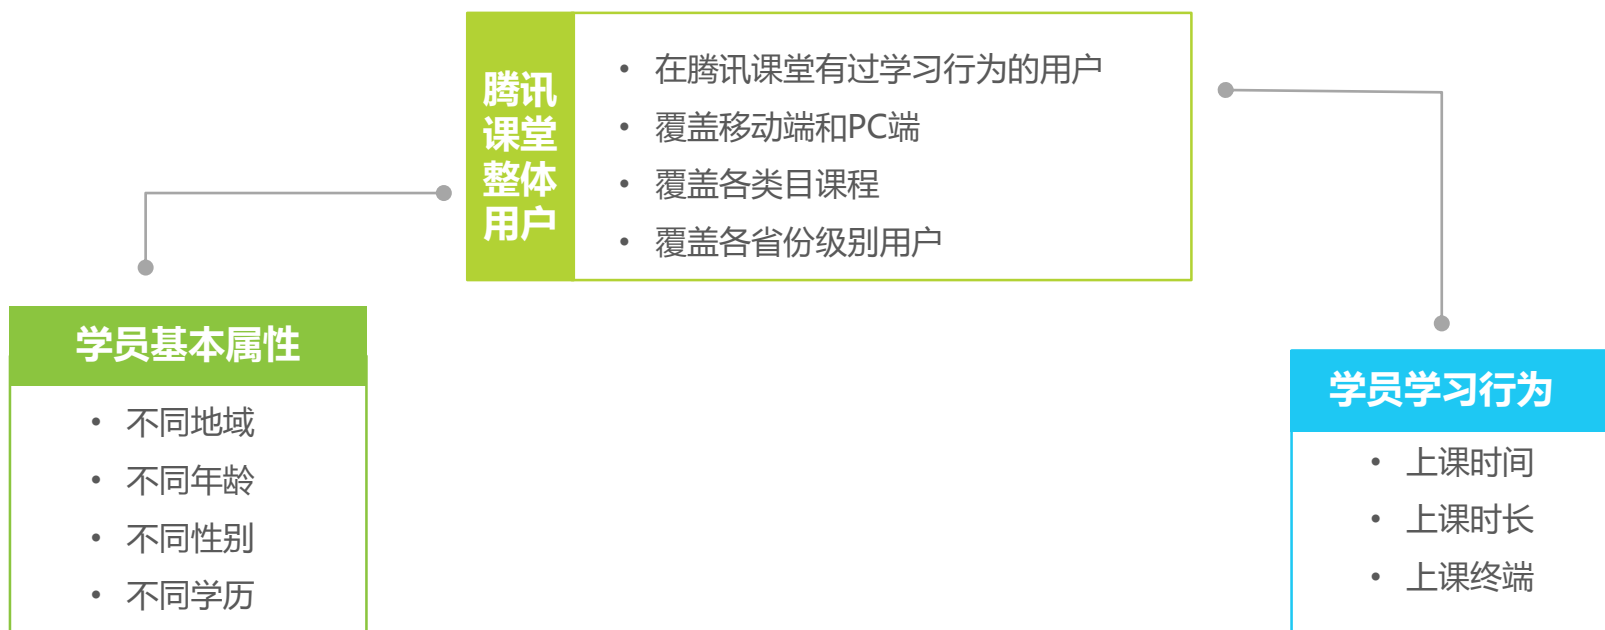 腾讯
课堂
整体
用户
• 在腾讯课堂有过学习行为的用户
• 覆盖移动端和PC端
• 覆盖各类目课程
• 覆盖各省份级别用户
学员基本属性
• 不同地域
• 不同年龄
• 不同性别
• 不同学历
学员学习行为
• 上课时间
• 上课时长
• 上课终端